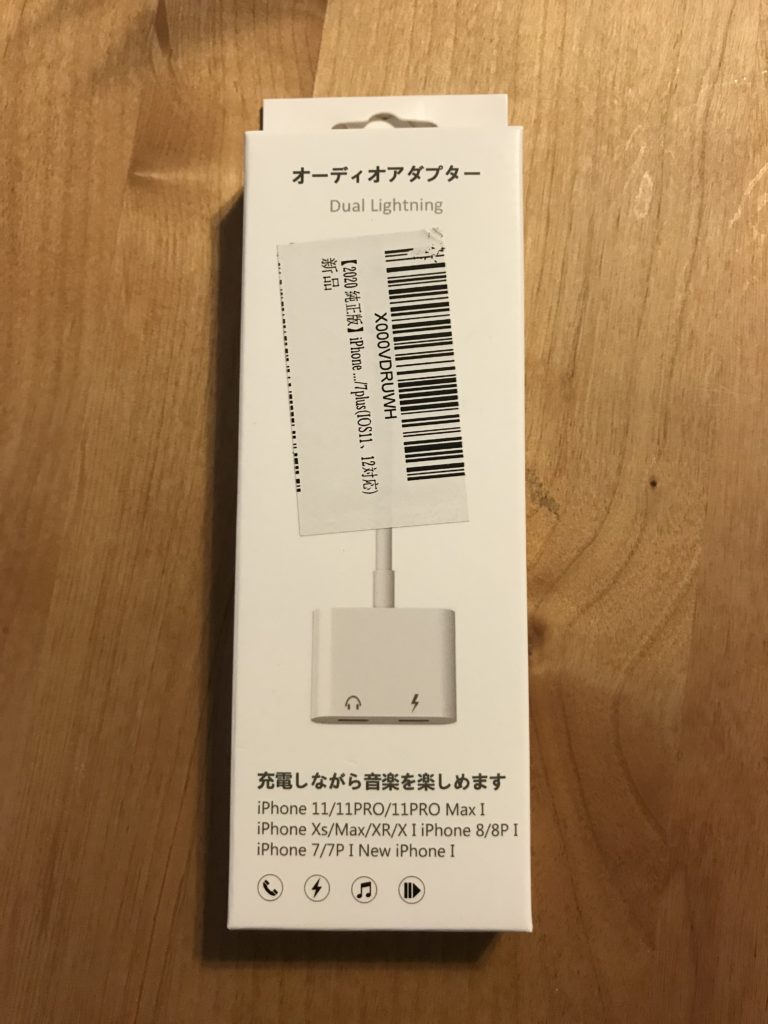 オーディオアダプター
Dual Lightning
X000VDRUWH
【2020 純正版】iPhone .../7plus(IOS11、12対応)
新品
充電しながら音楽を楽しめます
iPhone 11/11PRO/11PRO Max I
iPhone Xs/Max/XR/X I iPhone 8/8P I
iPhone 7/7P I New iPhone I